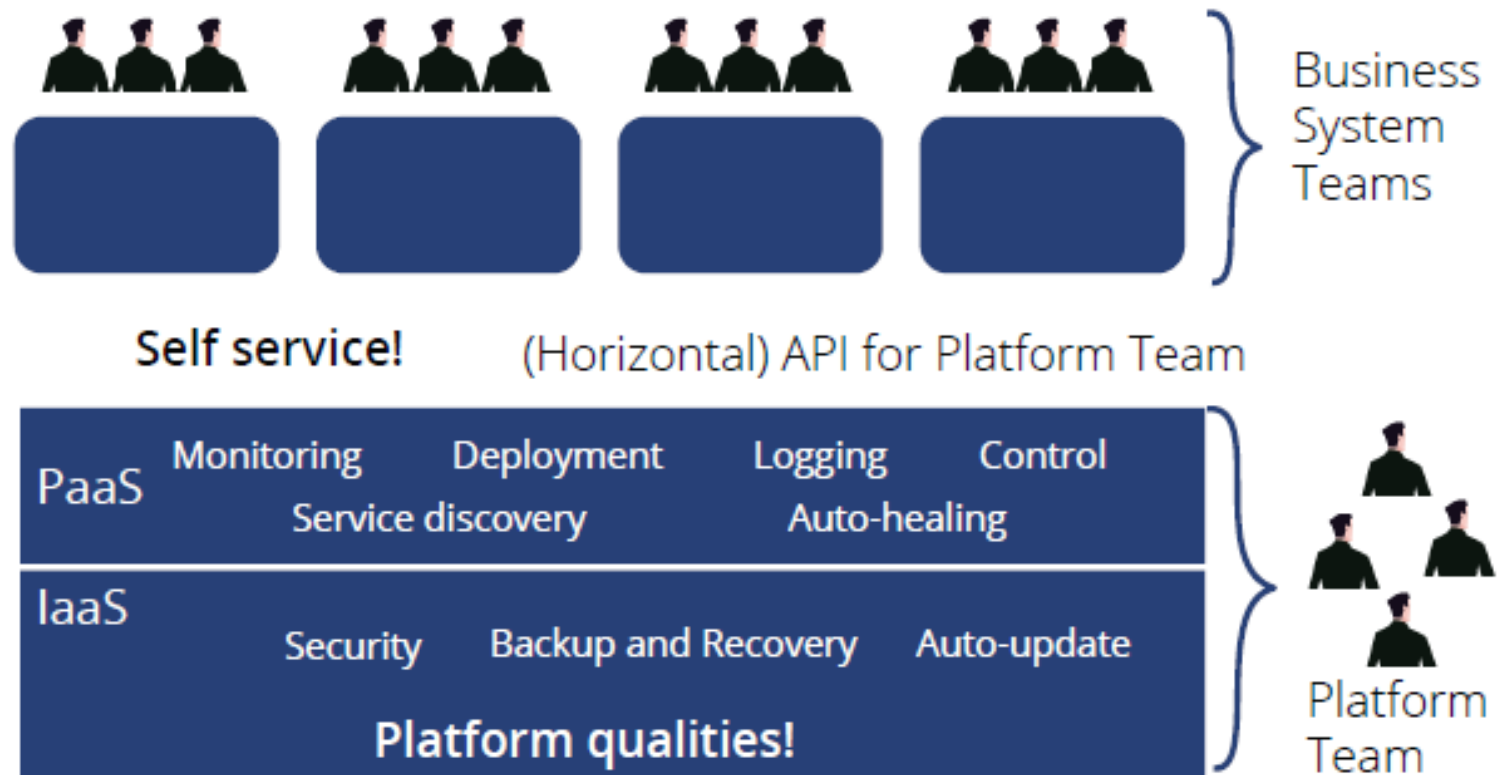 Business
System
Teams
Self service!
(Horizontal) API for Platform Team
Monitoring
Deployment
Logging
Control
PaaS
Service discovery
Auto-healing
IaaS
Security
Backup and Recovery
Auto-update
Platform qualities!
Platform
Team